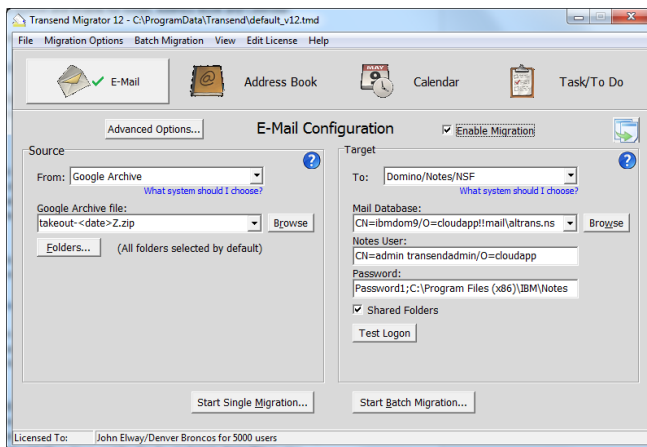 Transend Migrator 12 - C:\ProgramData\Transend\default_v12.tmd
File Migration Options Batch Migration View Edit License Help
E-Mail Address Book MAY Calendar Task/To Do
Advanced Options... E-Mail Configuration Enable Migration
Source Target
From: Google Archive To: Domino/Notes/NSF
What system should I choose? What system should I choose?
Google Archive file: Mail Database:
takeout-<date>Z.zip Browse CN=ibmdom9/O=cloudapp!!mail\altrans.ns Browse
Notes User:
Folders... (All folders selected by default) CN=admin transendadmin/O=cloudapp
Password:
Password1;C:\Program Files (x86)\IBM\Notes
Shared Folders
Test Logon
Start Single Migration... Start Batch Migration...
Licensed To: John Elway/Denver Broncos for 5000 users